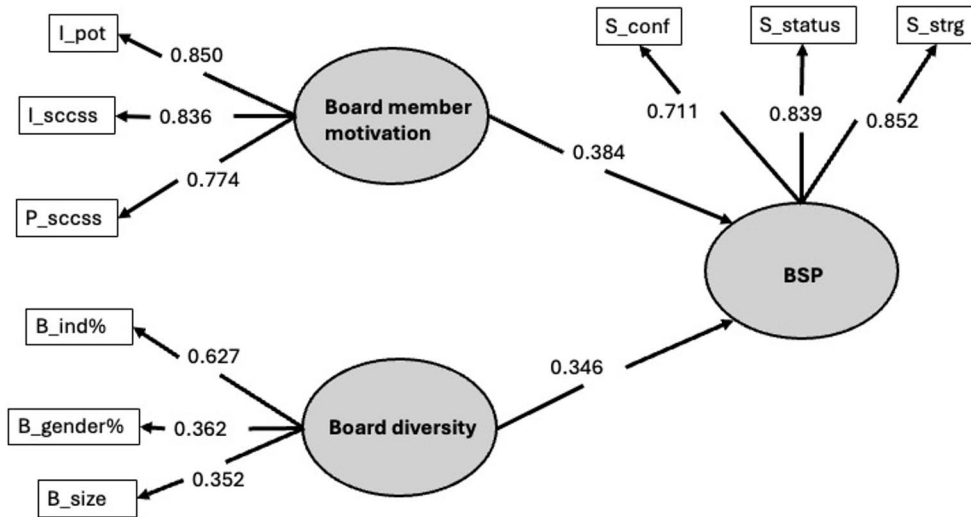 I_pot
0.850
I_sccss
0.836
P_sccss
0.774
Board member
motivation
0.384
S_conf
S_status
S_strg
0.711
0.839
0.852
BSP
B_ind%
0.627
B_gender%
0.362
B_size
0.352
Board diversity
0.346